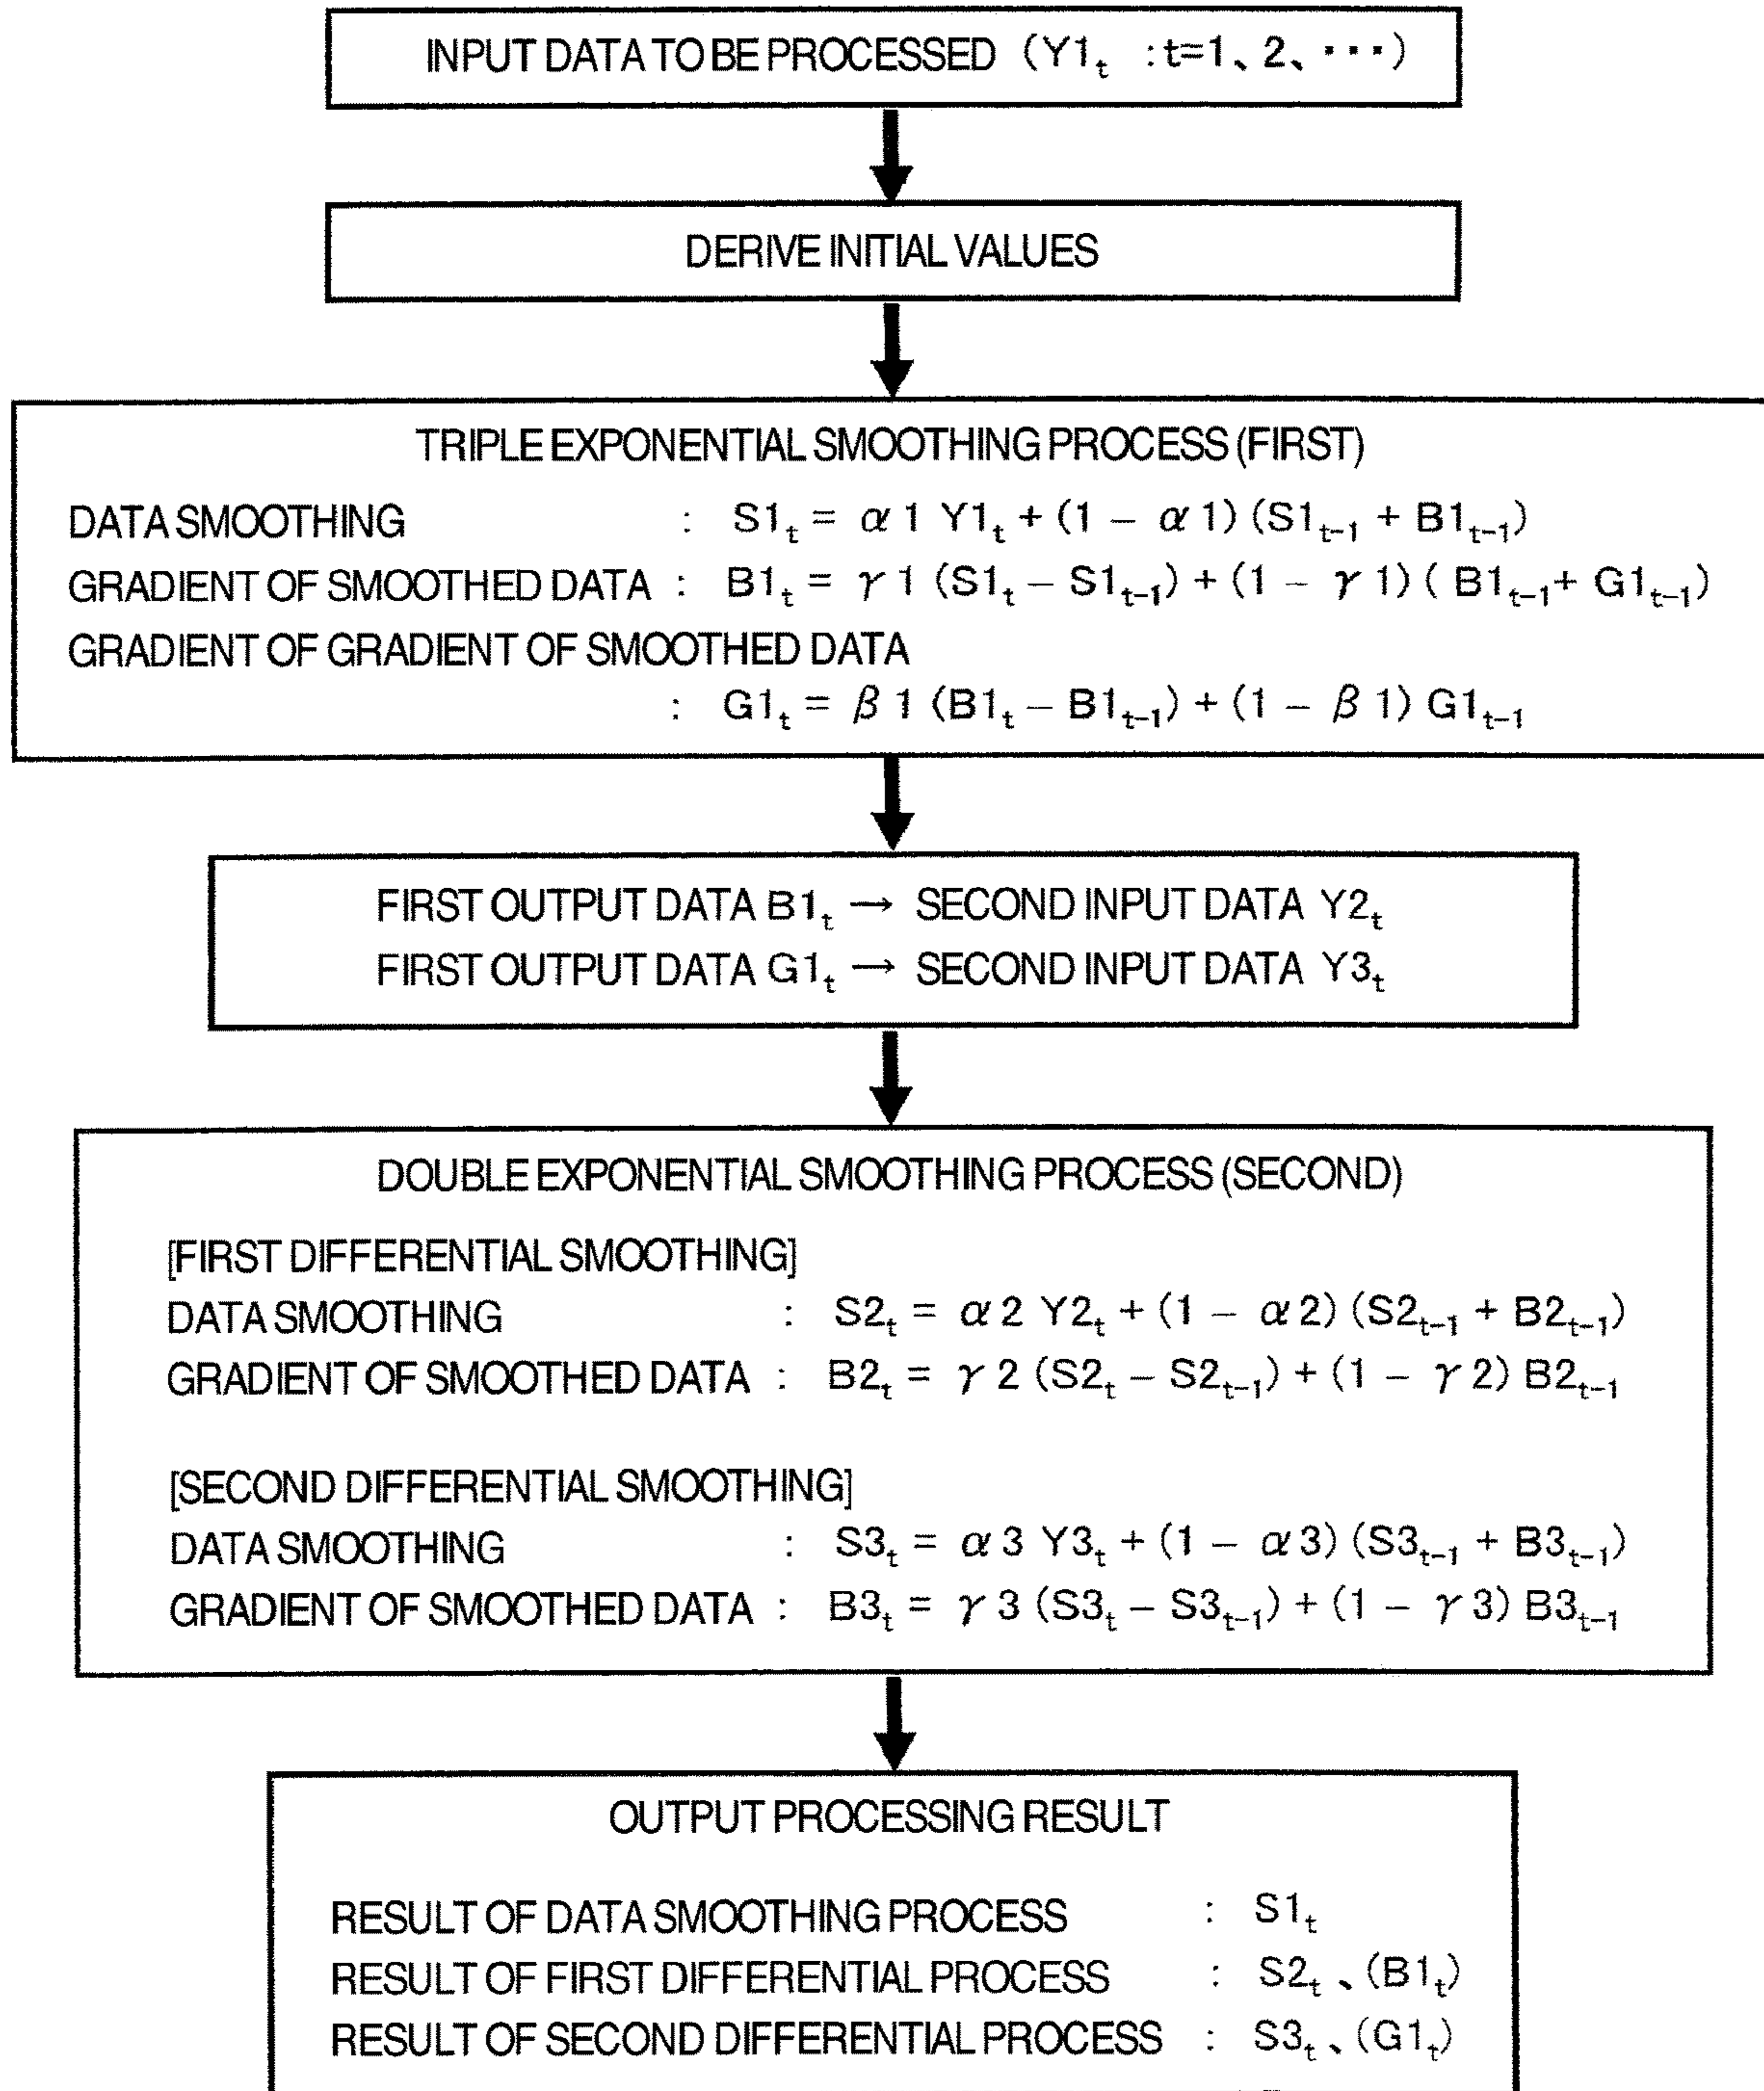 INPUT DATA TO BE PROCESSED (Y1t :t=1、2、･･･)
DERIVE INITIAL VALUES
TRIPLE EXPONENTIAL SMOOTHING PROCESS (FIRST)
DATA SMOOTHING : S1t = α1 Y1t + (1 − α1) (S1t-1 + B1t-1)
GRADIENT OF SMOOTHED DATA : B1t = γ1 (S1t − S1t-1) + (1 − γ1) ( B1t-1 + G1t-1)
GRADIENT OF GRADIENT OF SMOOTHED DATA
: G1t = β1 (B1t − B1t-1) + (1 − β1) G1t-1
FIRST OUTPUT DATA B1t → SECOND INPUT DATA Y2t
FIRST OUTPUT DATA G1t → SECOND INPUT DATA Y3t
DOUBLE EXPONENTIAL SMOOTHING PROCESS (SECOND)
[FIRST DIFFERENTIAL SMOOTHING]
DATA SMOOTHING : S2t = α2 Y2t + (1 − α2) (S2t-1 + B2t-1)
GRADIENT OF SMOOTHED DATA : B2t = γ2 (S2t − S2t-1) + (1 − γ2) B2t-1
[SECOND DIFFERENTIAL SMOOTHING]
DATA SMOOTHING : S3t = α3 Y3t + (1 − α3) (S3t-1 + B3t-1)
GRADIENT OF SMOOTHED DATA : B3t = γ3 (S3t − S3t-1) + (1 − γ3) B3t-1
OUTPUT PROCESSING RESULT
RESULT OF DATA SMOOTHING PROCESS : S1t
RESULT OF FIRST DIFFERENTIAL PROCESS : S2t、(B1t)
RESULT OF SECOND DIFFERENTIAL PROCESS : S3t、(G1t)